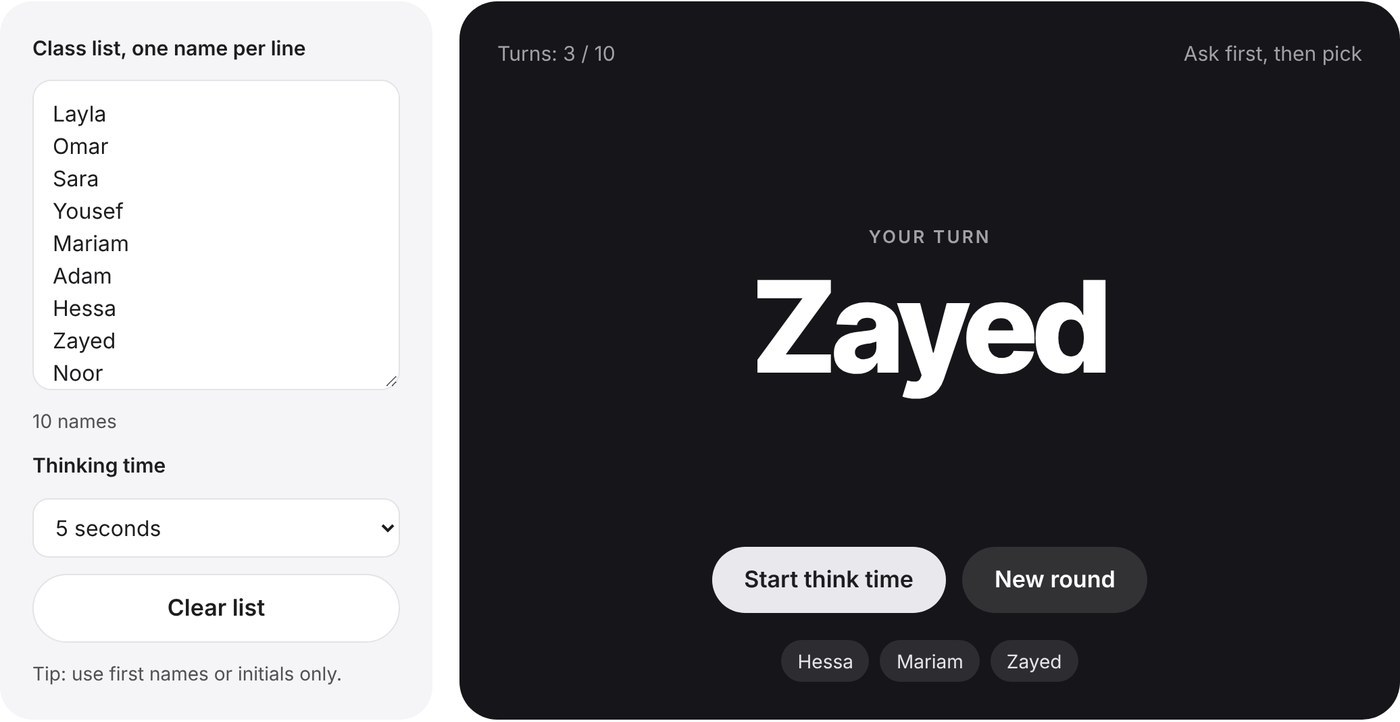 Class list, one name per line
Layla
Omar
Sara
Yousef
Mariam
Adam
Hessa
Zayed
Noor
10 names
Thinking time
5 seconds
Clear list
Tip: use first names or initials only.
Turns: 3 / 10
Ask first, then pick
YOUR TURN
Zayed
Start think time
New round
Hessa
Mariam
Zayed